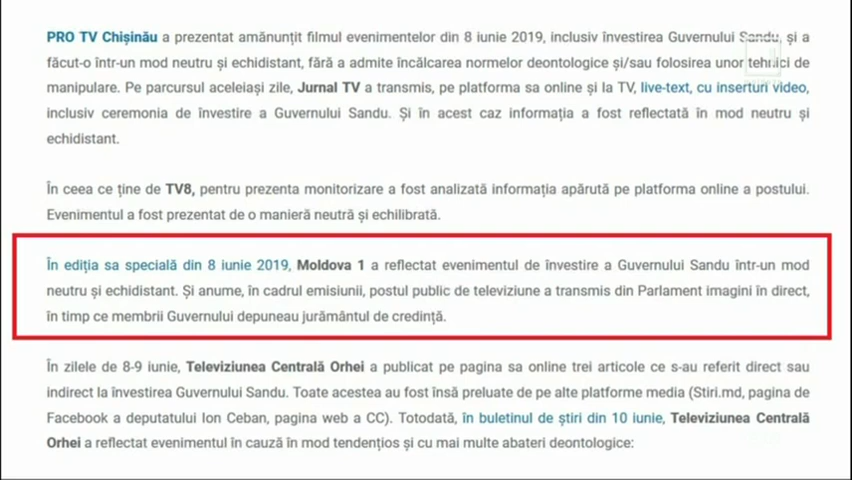 PRO TV Chișinău a prezentat amănunțit filmul evenimentelor din 8 iunie 2019, inclusiv învestirea Guvernului Sandu, și a
făcut-o într-un mod neutru și echidistant, fără a admite încălcarea normelor deontologice și/sau folosirea unor tehnici de
manipulare. Pe parcursul aceleiași zile, Jurnal TV a transmis, pe platforma sa online și la TV, live-text, cu inserturi video,
inclusiv ceremonia de învestire a Guvernului Sandu. Și în acest caz informația a fost reflectată în mod neutru și
echidistant.
În ceea ce ține de TV8, pentru prezenta monitorizare a fost analizată informația apărută pe platforma online a postului.
Evenimentul a fost prezentat de o manieră neutră și echilibrată.
În ediția sa specială din 8 iunie 2019, Moldova 1 a reflectat evenimentul de învestire a Guvernului Sandu într-un mod
neutru și echidistant. Și anume, în cadrul emisiunii, postul public de televiziune a transmis din Parlament imagini în direct,
în timp ce membrii Guvernului depuneau jurământul de credință.
În zilele de 8-9 iunie, Televiziunea Centrală Orhei a publicat pe pagina sa online trei articole ce s-au referit direct sau
indirect la învestirea Guvernului Sandu. Toate acestea au fost însă preluate de pe alte platforme media (Stiri.md, pagina de
Facebook a deputatului Ion Ceban, pagina web a CC). Totodată, în buletinul de știri din 10 iunie, Televiziunea Centrală
Orhei a reflectat evenimentul în cauză în mod tendențios și cu mai multe abateri deontologice: